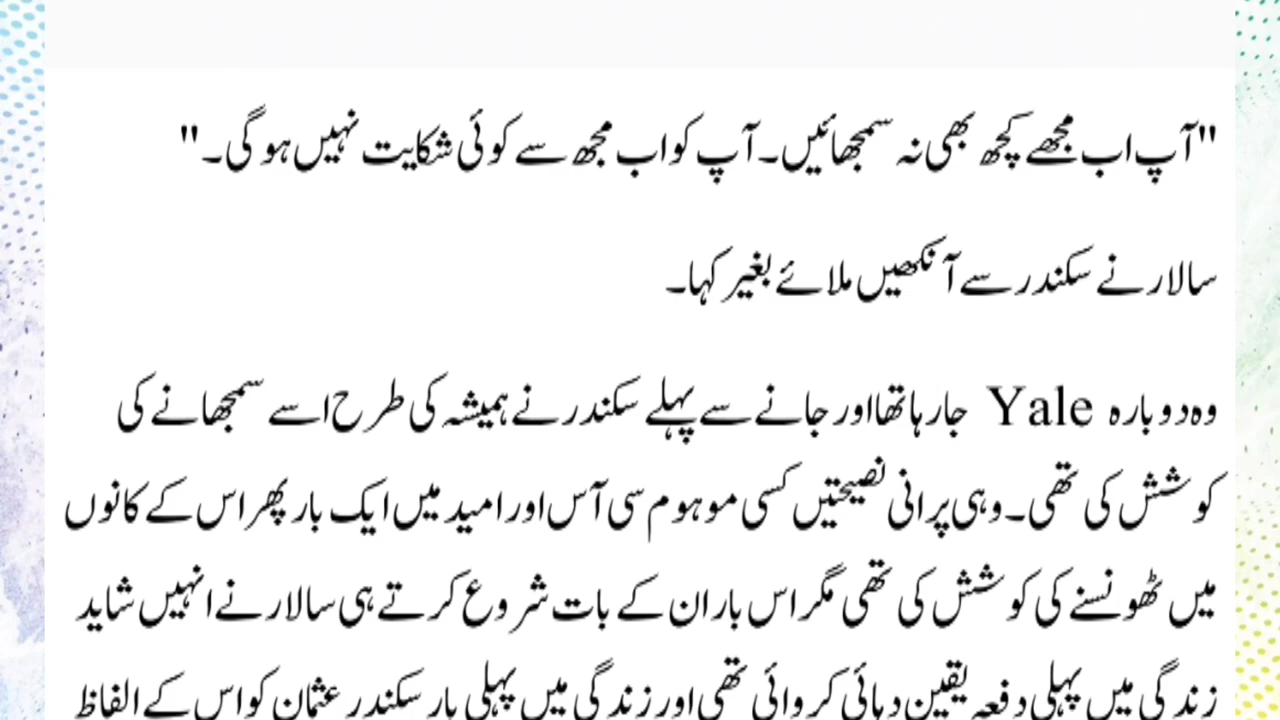 "آپ اب مجھے کچھ بھی نہ سمجھائیں۔ آپ کو اب مجھ سے کوئی شکایت نہیں ہو گی۔"
سالار نے سکندر سے آنکھیں ملائے بغیر کہا۔
وہ دوبارہ Yale جا رہا تھا اور جانے سے پہلے سکندر نے ہمیشہ کی طرح اسے سمجھانے کی
کوشش کی تھی۔ وہی پرانی نصیحتیں کسی موہوم سی آس اور امید میں ایک بار پھر اس کے کانوں
میں ٹھونسنے کی کوشش کی تھی مگر اس بار ان کے بات شروع کرتے ہی سالار نے انہیں شاید
زندگی میں پہلی دفعہ یقین دہانی کروائی تھی اور زندگی میں پہلی بار سکندر عثمان کو اس کے الفاظ